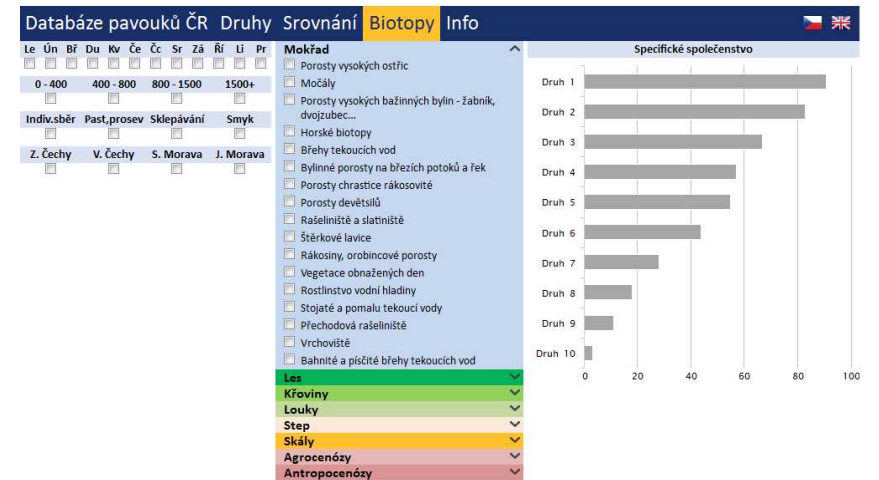 Databáze pavouků ČR Druhy Srovnání Biotopy Info
Le Ún Bř Du Kv Če Čc Sr Zá Ří Li Pr
0 - 400 400 - 800 800 - 1500 1500+
Indiv.sběr Past,prosev Sklepávání Smyk
Z. Čechy V. Čechy S. Morava J. Morava
Mokřad
Porosty vysokých ostřic
Močály
Porosty vysokých bažinných bylin - žabník,
dvojzubec...
Horské biotopy
Břehy tekoucích vod
Bylinné porosty na březích potoků a řek
Porosty chrastice rákosovité
Porosty devětsilů
Rašeliniště a slatiniště
Štěrkové lavice
Rákosiny, orobincové porosty
Vegetace obnažených den
Rostlinstvo vodní hladiny
Stojaté a pomalu tekoucí vody
Přechodová rašeliniště
Vrchoviště
Bahnité a písčité břehy tekoucích vod
Les
Křoviny
Louky
Step
Skály
Agrocenózy
Antropocenózy
Specifické společenstvo
Druh 1
Druh 2
Druh 3
Druh 4
Druh 5
Druh 6
Druh 7
Druh 8
Druh 9
Druh 10
0 20 40 60 80 100